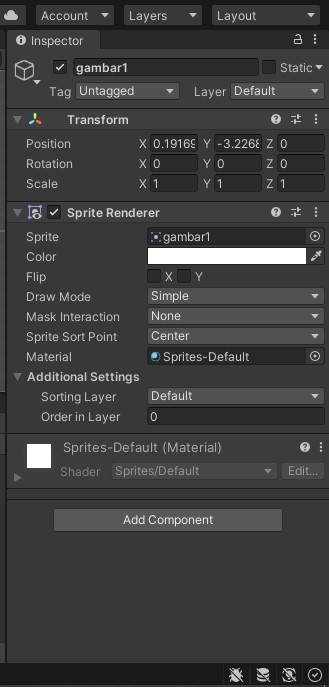 Account Layers Layout
Inspector
gambar1 Static
Tag Untagged Layer Default
Transform
Position X 0.19169 Y -3.2268 Z 0
Rotation X 0 Y 0 Z 0
Scale X 1 Y 1 Z 1
Sprite Renderer
Sprite gambar1
Color
Flip X Y
Draw Mode Simple
Mask Interaction None
Sprite Sort Point Center
Material Sprites-Default
Additional Settings
Sorting Layer Default
Order in Layer 0
Sprites-Default (Material)
Shader Sprites/Default Edit...
Add Component